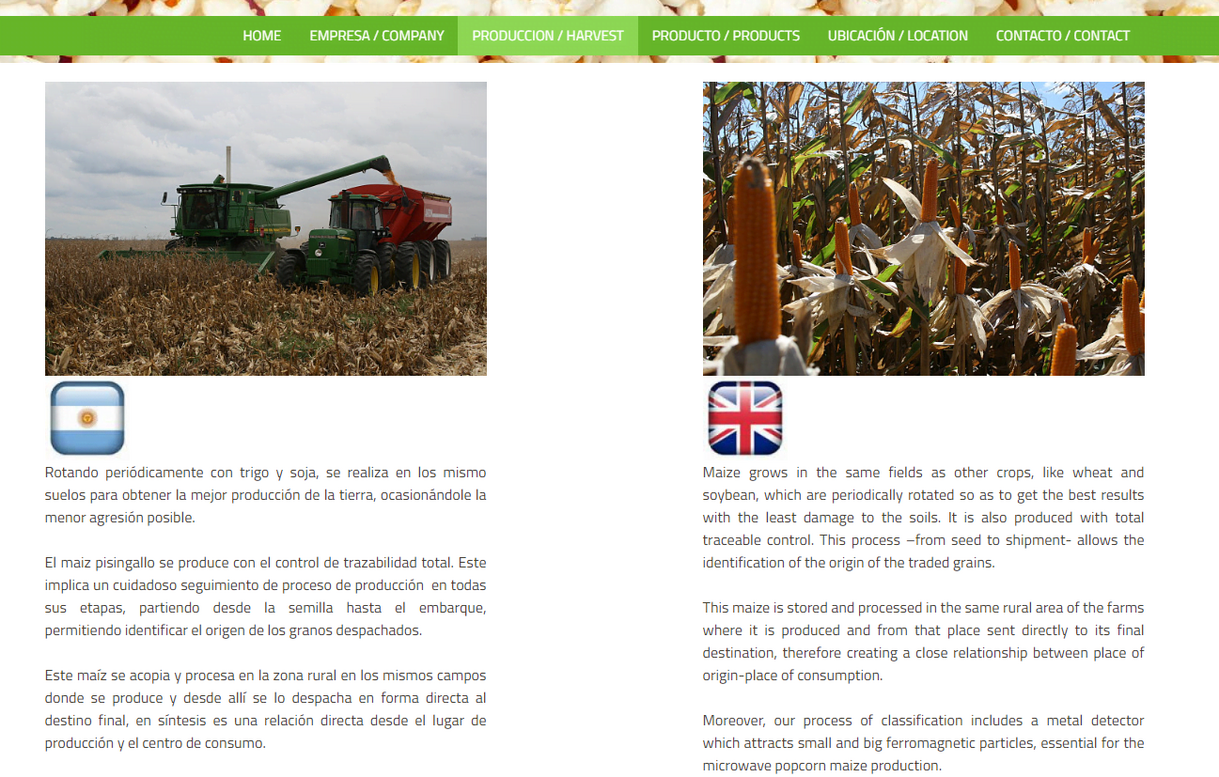 HOME
EMPRESA / COMPANY
PRODUCCION / HARVEST
PRODUCTO / PRODUCTS
UBICACIÓN / LOCATION
CONTACTO / CONTACT
Rotando periódicamente con trigo y soja, se realiza en los mismo
suelos para obtener la mejor producción de la tierra, ocasionándole la
menor agresión posible.
El maiz pisingallo se produce con el control de trazabilidad total. Este
implica un cuidadoso seguimiento de proceso de producción en todas
sus etapas, partiendo desde la semilla hasta el embarque,
permitiendo identificar el origen de los granos despachados.
Este maíz se acopia y procesa en la zona rural en los mismos campos
donde se produce y desde allí se lo despacha en forma directa al
destino final, en síntesis es una relación directa desde el lugar de
producción y el centro de consumo.
Maize grows in the same fields as other crops, like wheat and
soybean, which are periodically rotated so as to get the best results
with the least damage to the soils. It is also produced with total
traceable control. This process –from seed to shipment- allows the
identification of the origin of the traded grains.
This maize is stored and processed in the same rural area of the farms
where it is produced and from that place sent directly to its final
destination, therefore creating a close relationship between place of
origin-place of consumption.
Moreover, our process of classification includes a metal detector
which attracts small and big ferromagnetic particles, essential for the
microwave popcorn maize production.